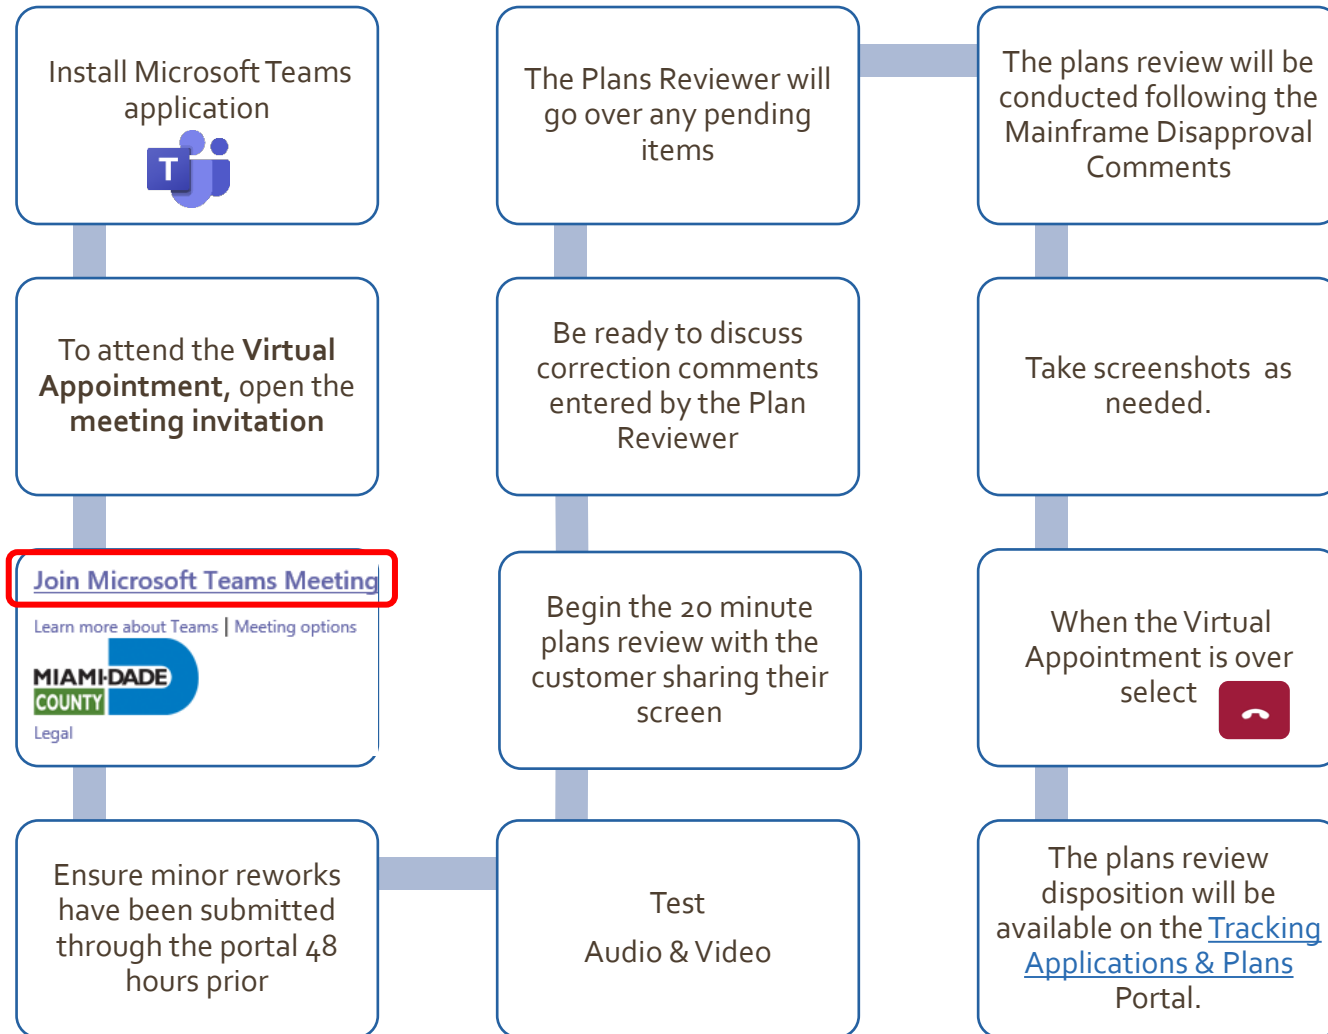 Install Microsoft Teams
application
T
To attend the Virtual
Appointment, open the
meeting invitation
Join Microsoft Teams Meeting
Learn more about Teams | Meeting options
MIAMI-DADE
COUNTY
Legal
Ensure minor reworks
have been submitted
through the portal 48
hours prior
Test
Audio & Video
Begin the 20 minute
plans review with the
customer sharing their
screen
Be ready to discuss
correction comments
entered by the Plan
Reviewer
The Plans Reviewer will
go over any pending
items
The plans review will be
conducted following the
Mainframe Disapproval
Comments
Take screenshots as
needed.
When the Virtual
Appointment is over
select
The plans review
disposition will be
available on the Tracking
Applications & Plans
Portal.